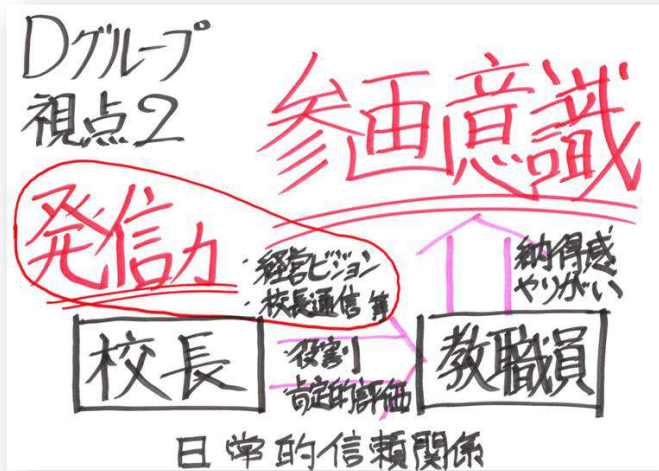 Dグループ
視点2
参画意識
発信力
・経営ビジョン
・校長通信 等
納得感
やりがい
校長
役割
肯定的評価
教職員
日常的信頼関係